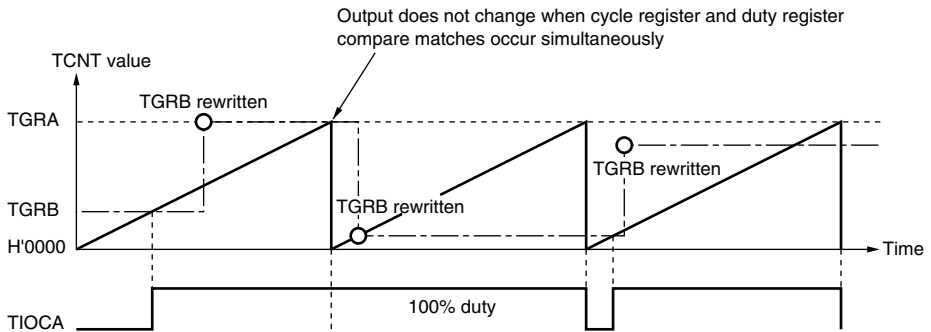 Output does not change when cycle register and duty register
compare matches occur simultaneously
TCNT value
TGRB rewritten
TGRA
TGRB rewritten
TGRB
TGRB rewritten
H'0000
Time
100% duty
TIOCA